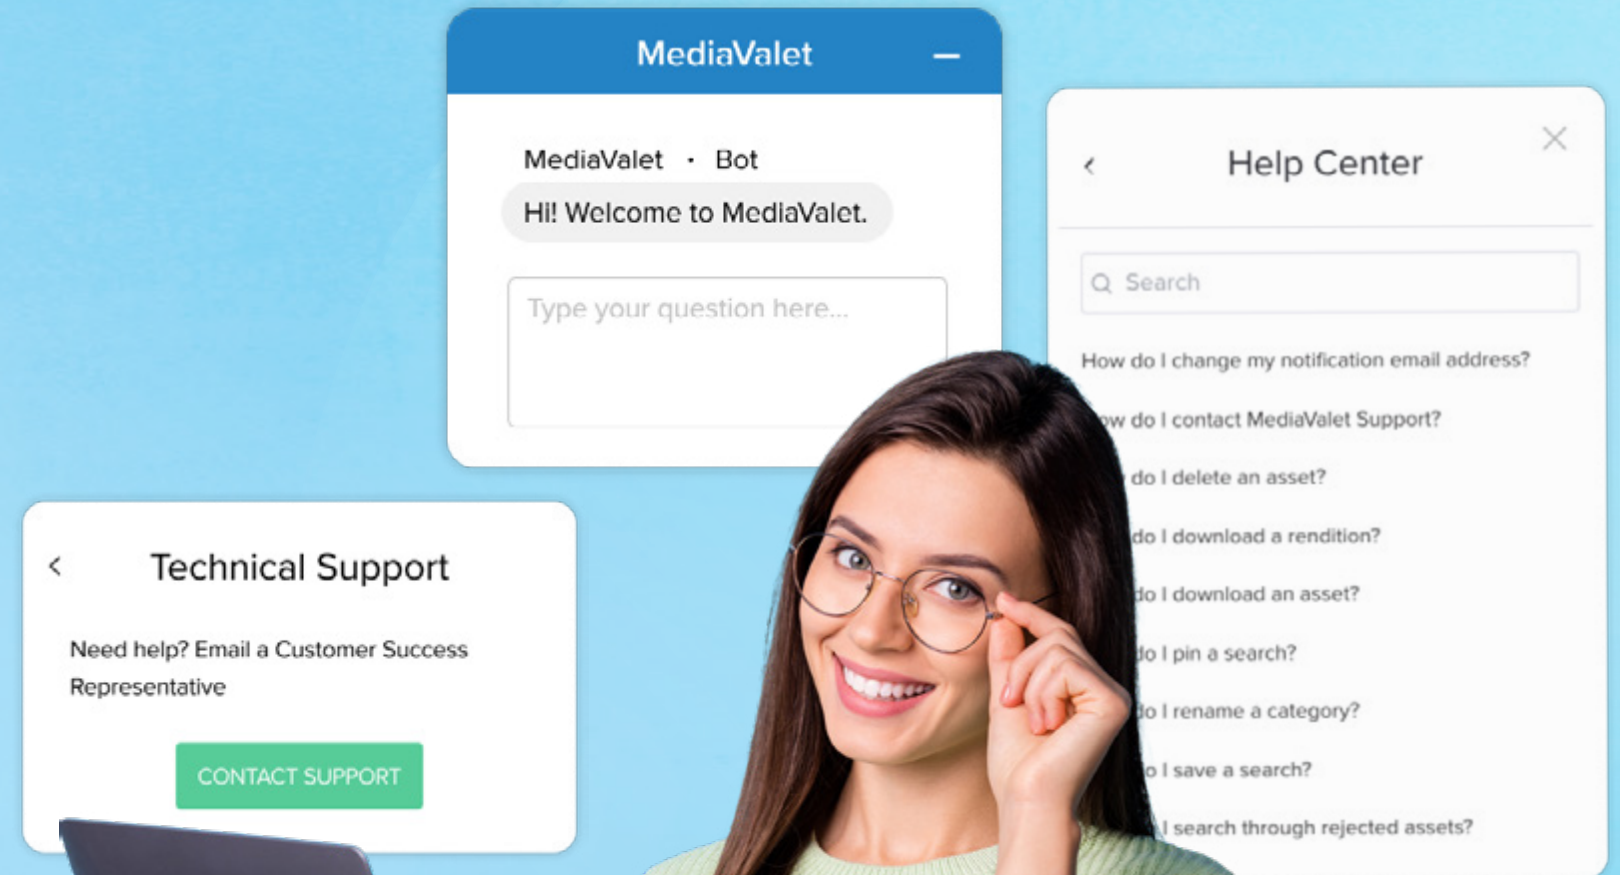 MediaValet
MediaValet · Bot
Hi! Welcome to MediaValet.
Type your question here...
Technical Support
Need help? Email a Customer Success
Representative
CONTACT SUPPORT
Help Center
Search
How do I change my notification email address?
do I contact MediaValet Support?
do I delete an asset?
do I download a rendition?
do I download an asset?
do I pin a search?
do I rename a category?
I save a search?
I search through rejected assets?